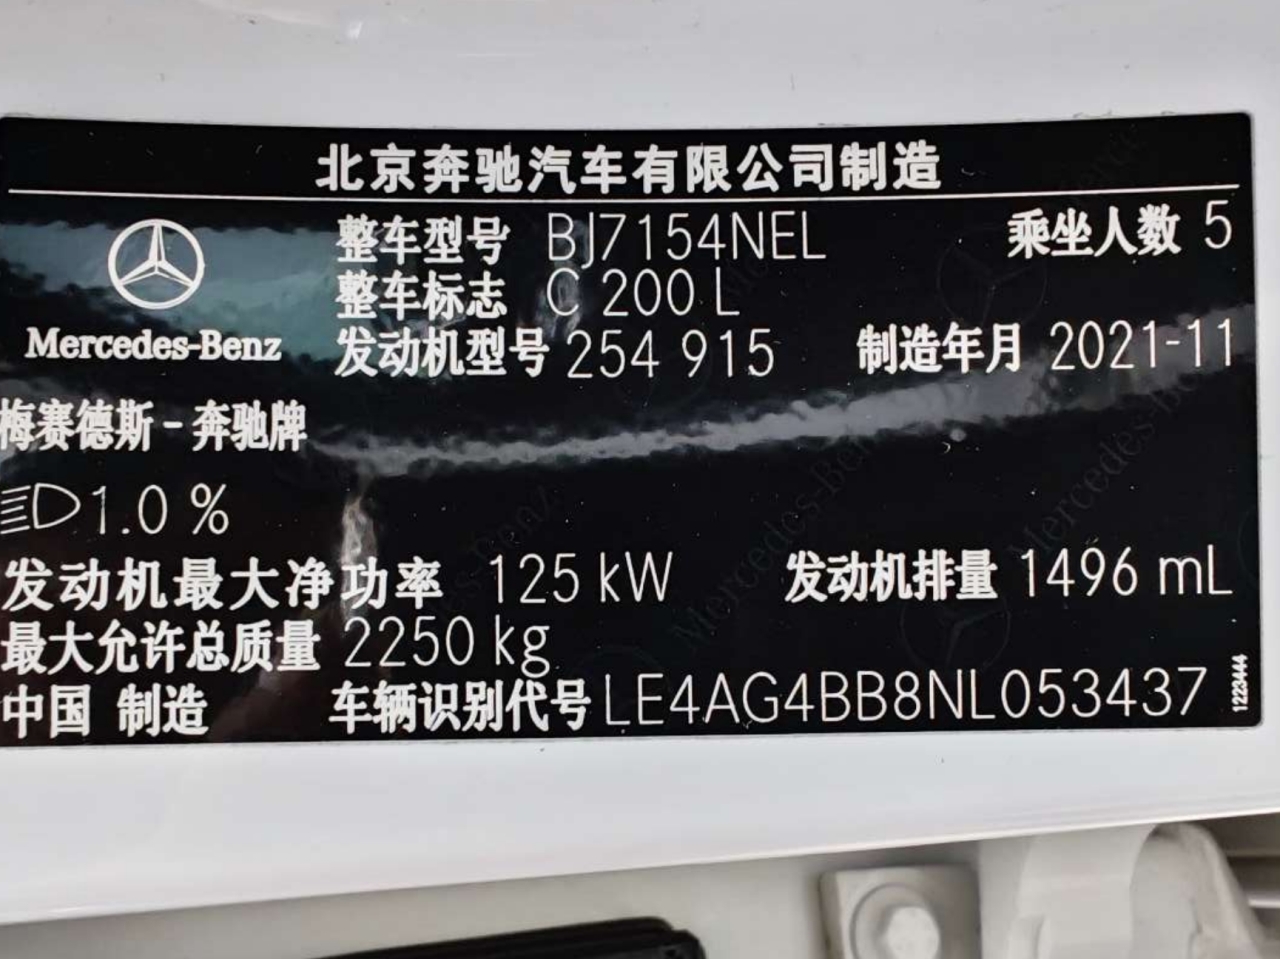 北京奔驰汽车有限公司制造
整车型号 BJ7154NEL 乘坐人数 5
整车标志 C 200 L
Mercedes-Benz 发动机型号 254 915 制造年月 2021-11
梅赛德斯-奔驰牌
1.0 %
发动机最大净功率 125 kW 发动机排量 1496 mL
最大允许总质量 2250 kg
中国 制造 车辆识别代号 LE4AG4BB8NL053437
1223444